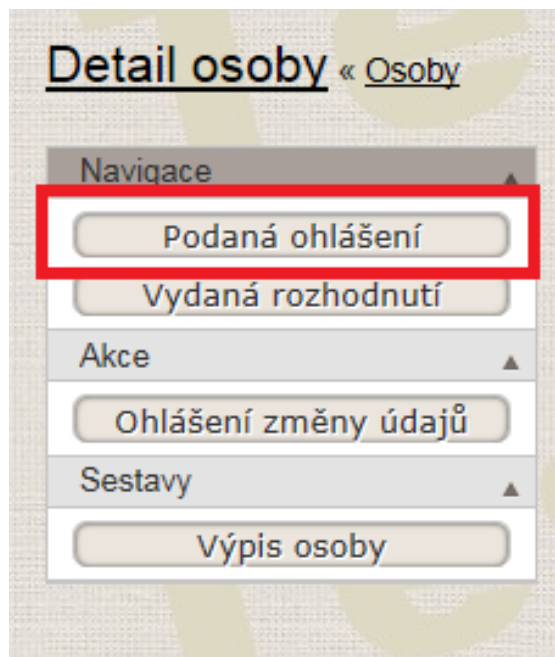 Detail osoby « Osoby
Navigace
Podaná ohlášení
Vydaná rozhodnutí
Akce
Ohlášení změny údajů
Sestavy
Výpis osoby